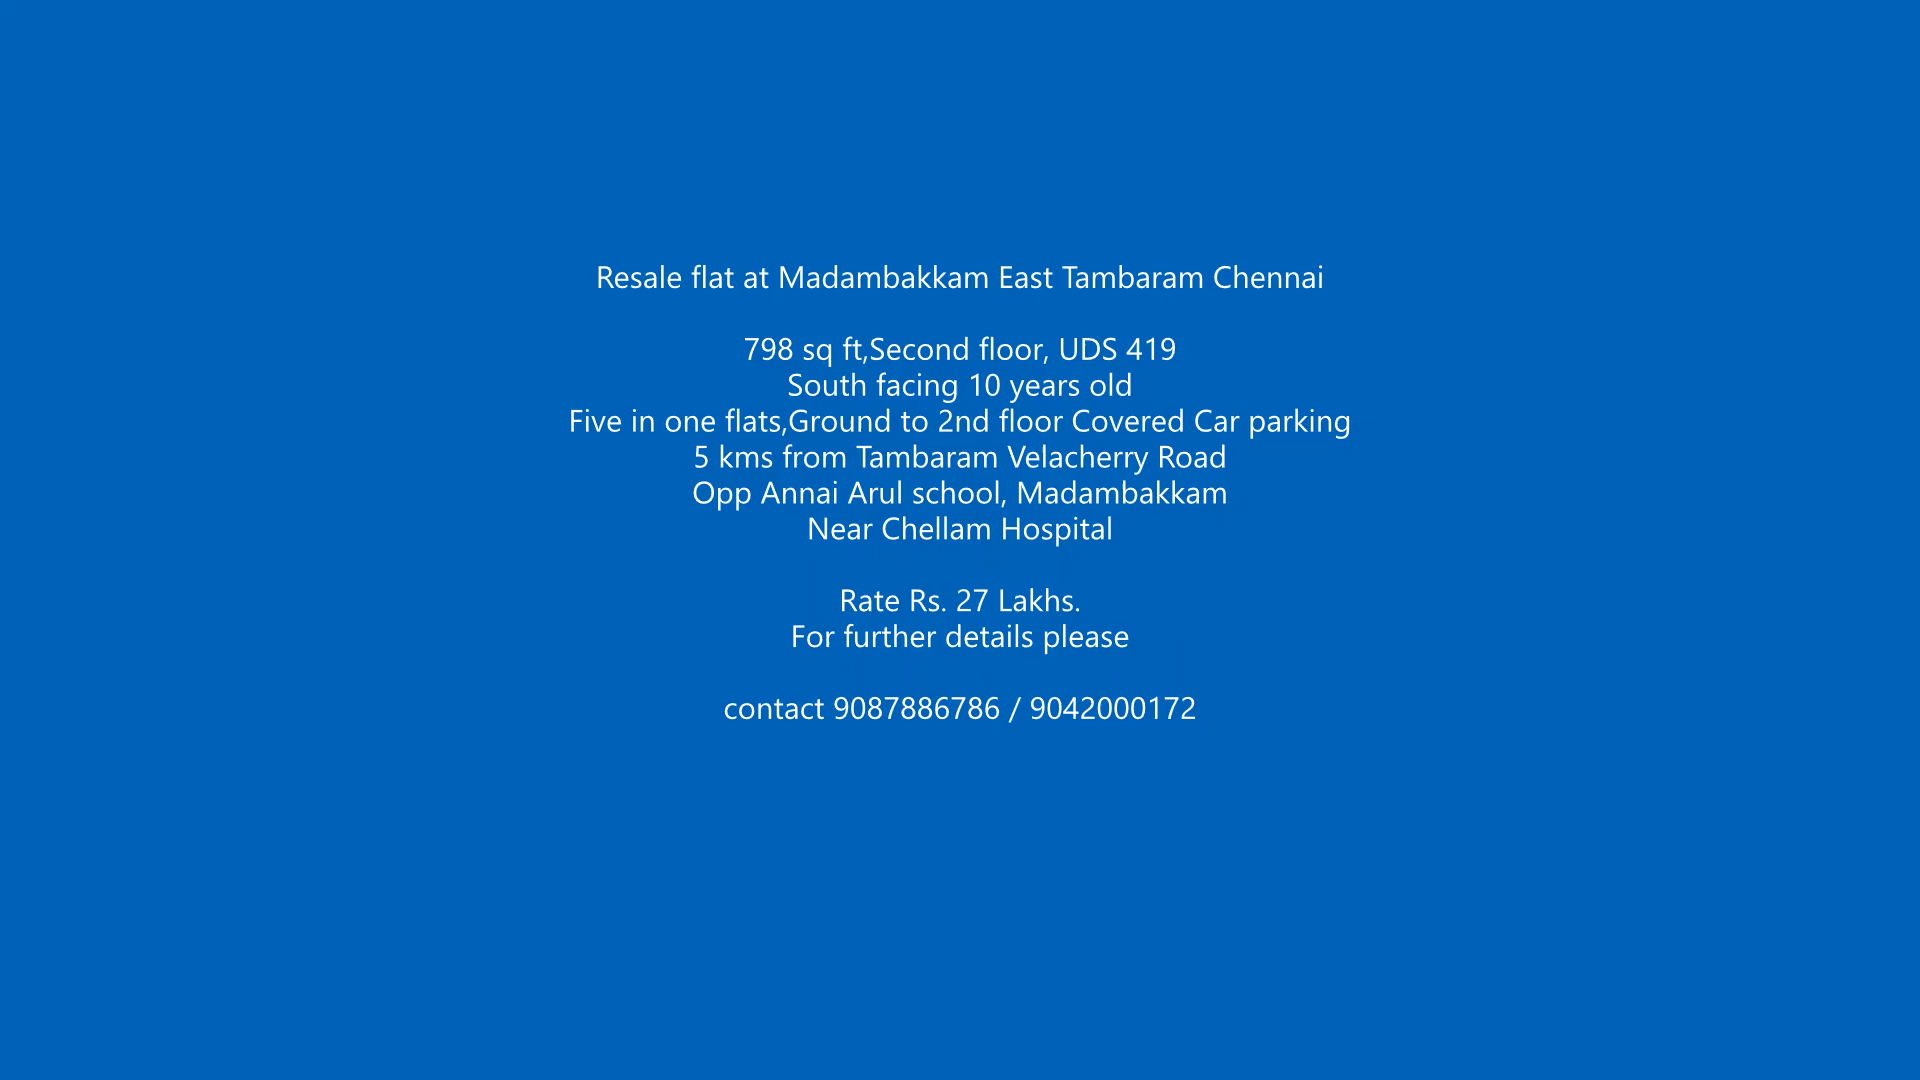 Resale flat at Madambakkam East Tambaram Chennai
798 sq ft,Second floor, UDS 419
South facing 10 years old
Five in one flats,Ground to 2nd floor Covered Car parking
5 kms from Tambaram Velacherry Road
Opp Annai Arul school, Madambakkam
Near Chellam Hospital
Rate Rs. 27 Lakhs.
For further details please
contact 9087886786 / 9042000172